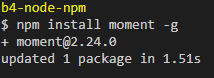 b4-node-npm
$ npm install moment -g
+ moment@2.24.0
updated 1 package in 1.51s